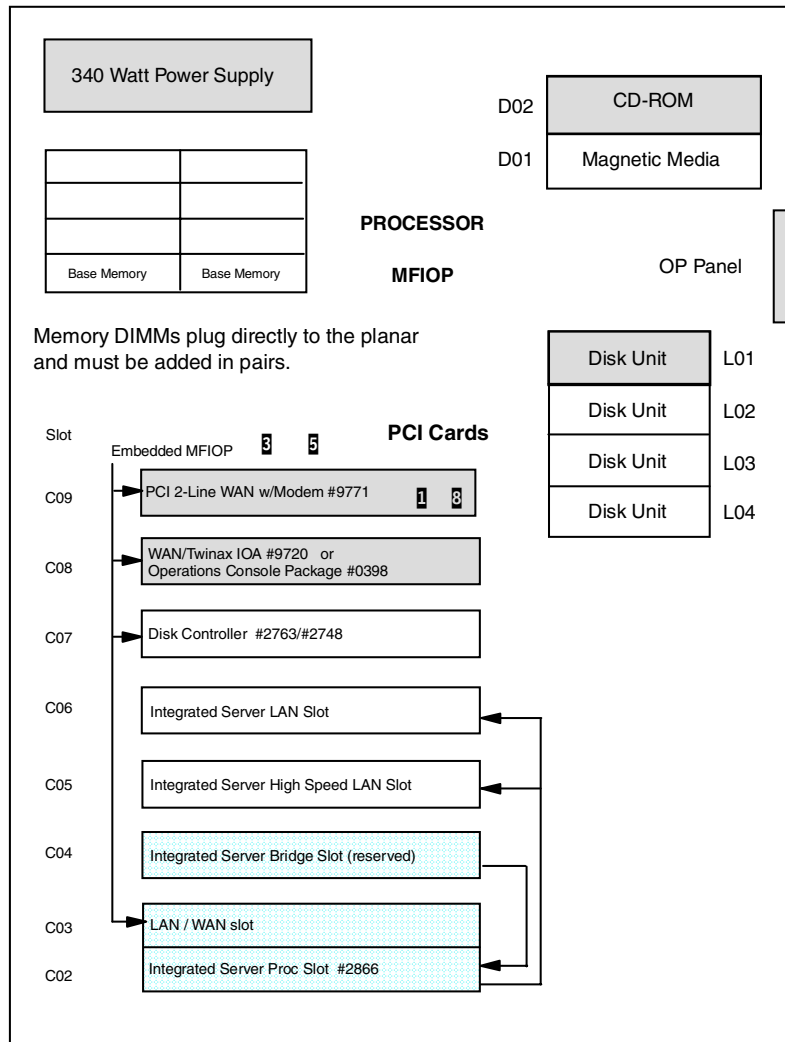 340 Watt Power Supply
CD-ROM
D02
D01
Magnetic Media
PROCESSOR
Base Memory
Base Memory
MFIOP
OP Panel
Memory DIMMs plug directly to the planar
and must be added in pairs.
Disk Unit
L01
Disk Unit
L02
Disk Unit
L03
Disk Unit
L04
Slot
Embedded MFIOP
3
5
PCI Cards
C09
PCI 2-Line WAN w/Modem #9771
1
8
C08
WAN/Twinax IOA #9720 or
Operations Console Package #0398
C07
Disk Controller #2763/#2748
C06
Integrated Server LAN Slot
C05
Integrated Server High Speed LAN Slot
C04
Integrated Server Bridge Slot (reserved)
C03
LAN / WAN slot
C02
Integrated Server Proc Slot #2866